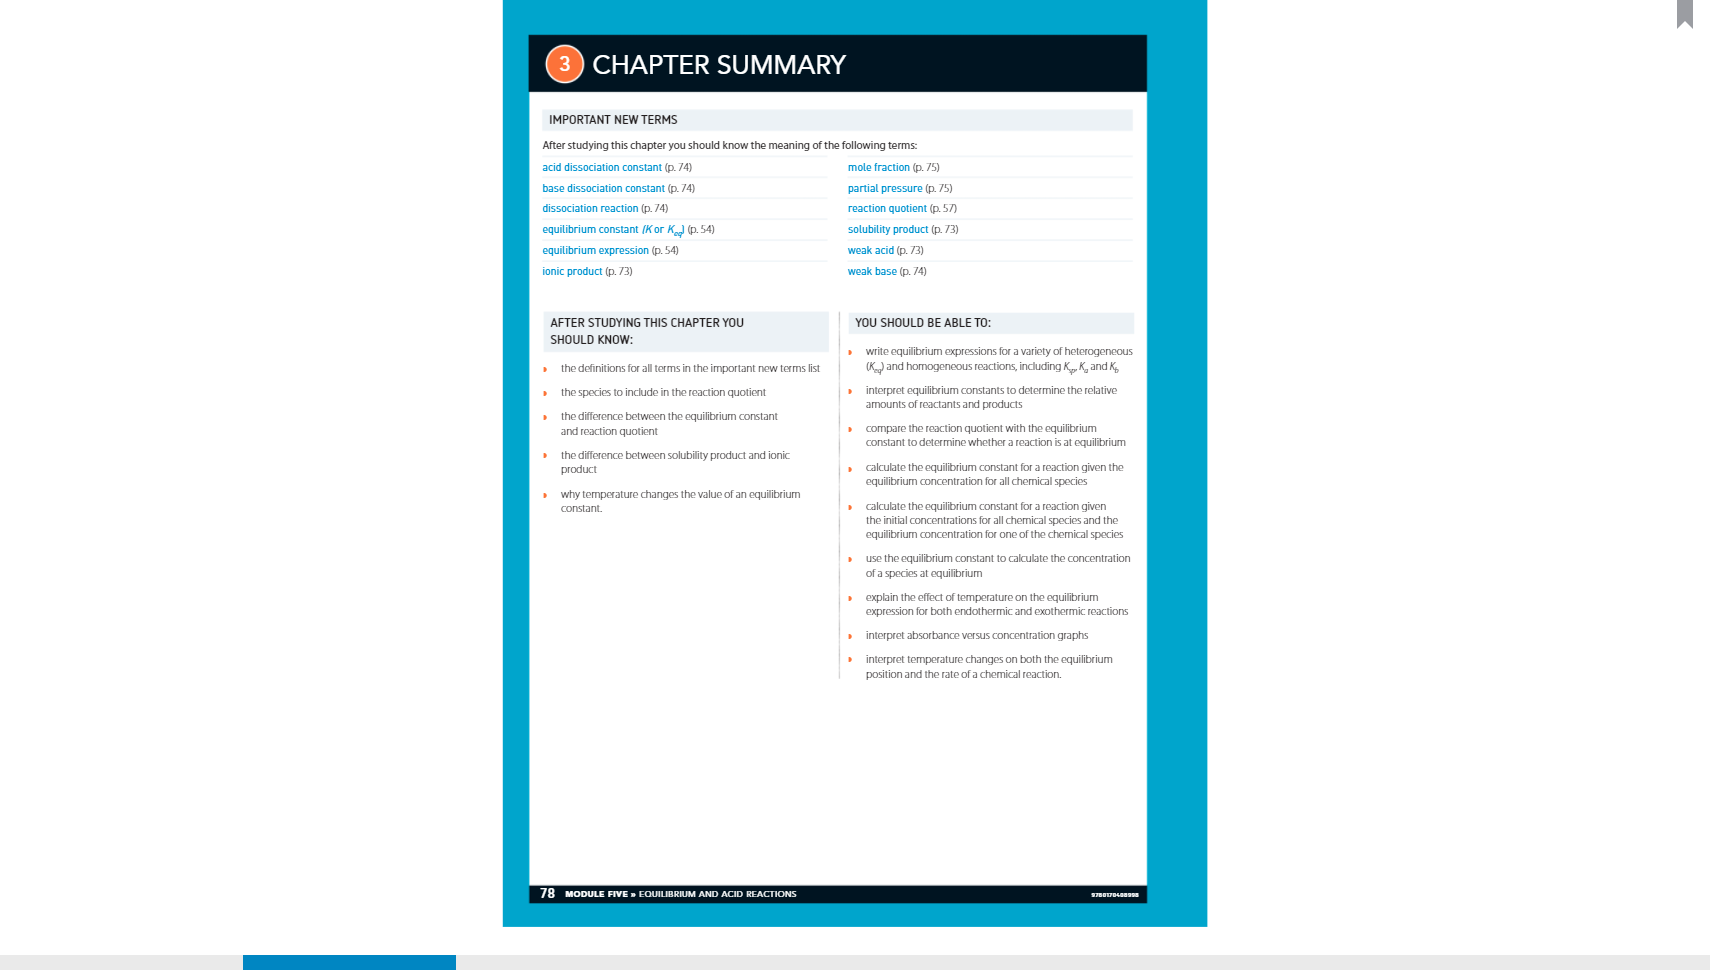 3 CHAPTER SUMMARY
IMPORTANT NEW TERMS
After studying this chapter you should know the meaning of the following terms:
acid dissociation constant (p. 74)
base dissociation constant (p. 74)
dissociation reaction (p. 74)
equilibrium constant (K or Keq) (p. 54)
equilibrium expression (p. 54)
ionic product (p. 73)
mole fraction (p. 75)
partial pressure (p. 75)
reaction quotient (p. 57)
solubility product (p. 73)
weak acid (p. 73)
weak base (p. 74)
AFTER STUDYING THIS CHAPTER YOU
SHOULD KNOW:
the definitions for all terms in the important new terms list
the species to include in the reaction quotient
the difference between the equilibrium constant
and reaction quotient
the difference between solubility product and ionic
product
why temperature changes the value of an equilibrium
constant.
YOU SHOULD BE ABLE TO:
write equilibrium expressions for a variety of heterogeneous
(Keq) and homogeneous reactions, including Ksp, Ka and Kb
interpret equilibrium constants to determine the relative
amounts of reactants and products
compare the reaction quotient with the equilibrium
constant to determine whether a reaction is at equilibrium
calculate the equilibrium constant for a reaction given the
equilibrium concentration for all chemical species
calculate the equilibrium constant for a reaction given
the initial concentrations for all chemical species and the
equilibrium concentration for one of the chemical species
use the equilibrium constant to calculate the concentration
of a species at equilibrium
explain the effect of temperature on the equilibrium
expression for both endothermic and exothermic reactions
interpret absorbance versus concentration graphs
interpret temperature changes on both the equilibrium
position and the rate of a chemical reaction.
78 MODULE FIVE » EQUILIBRIUM AND ACID REACTIONS
9780170408998